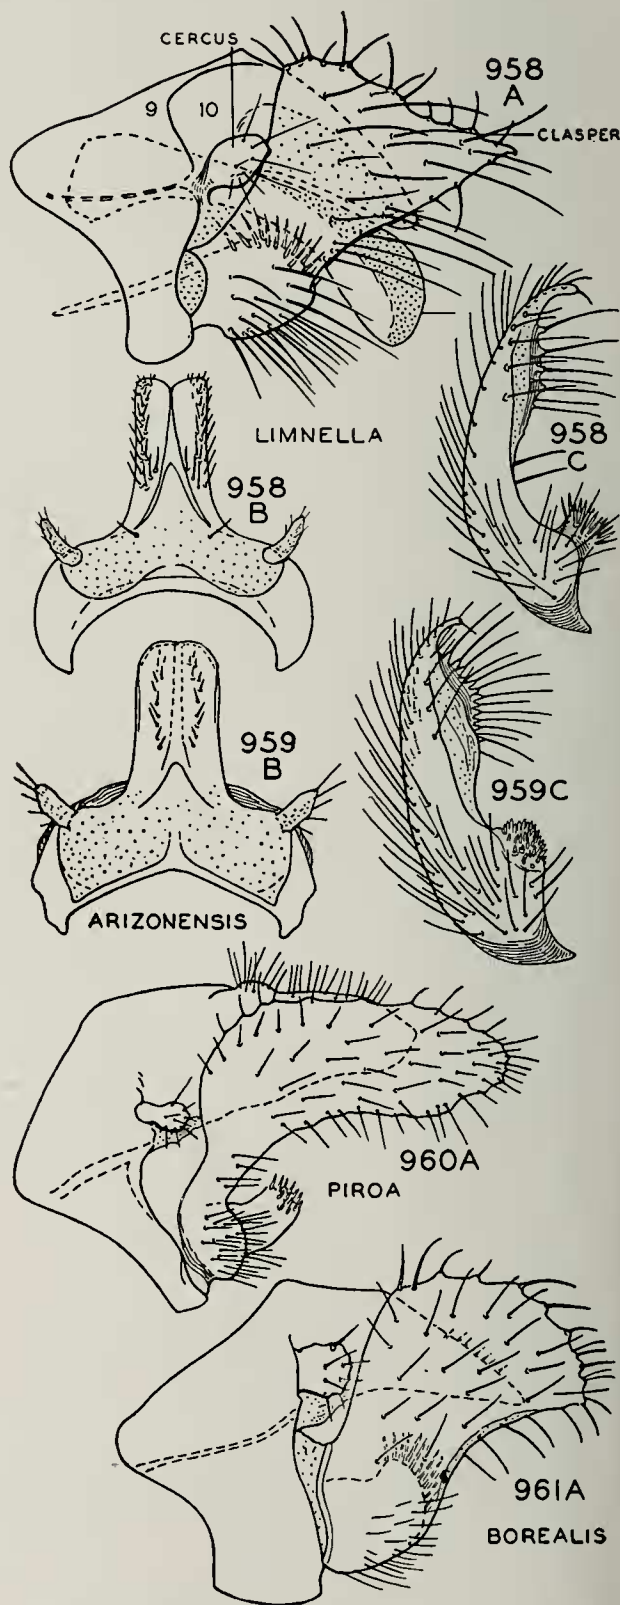 CERCUS
958
A
9
10
CLASPER
LIMNELLA
958
B
958
C
959
B
959C
ARIZONENSIS
960A
PIROA
961A
BOREALIS